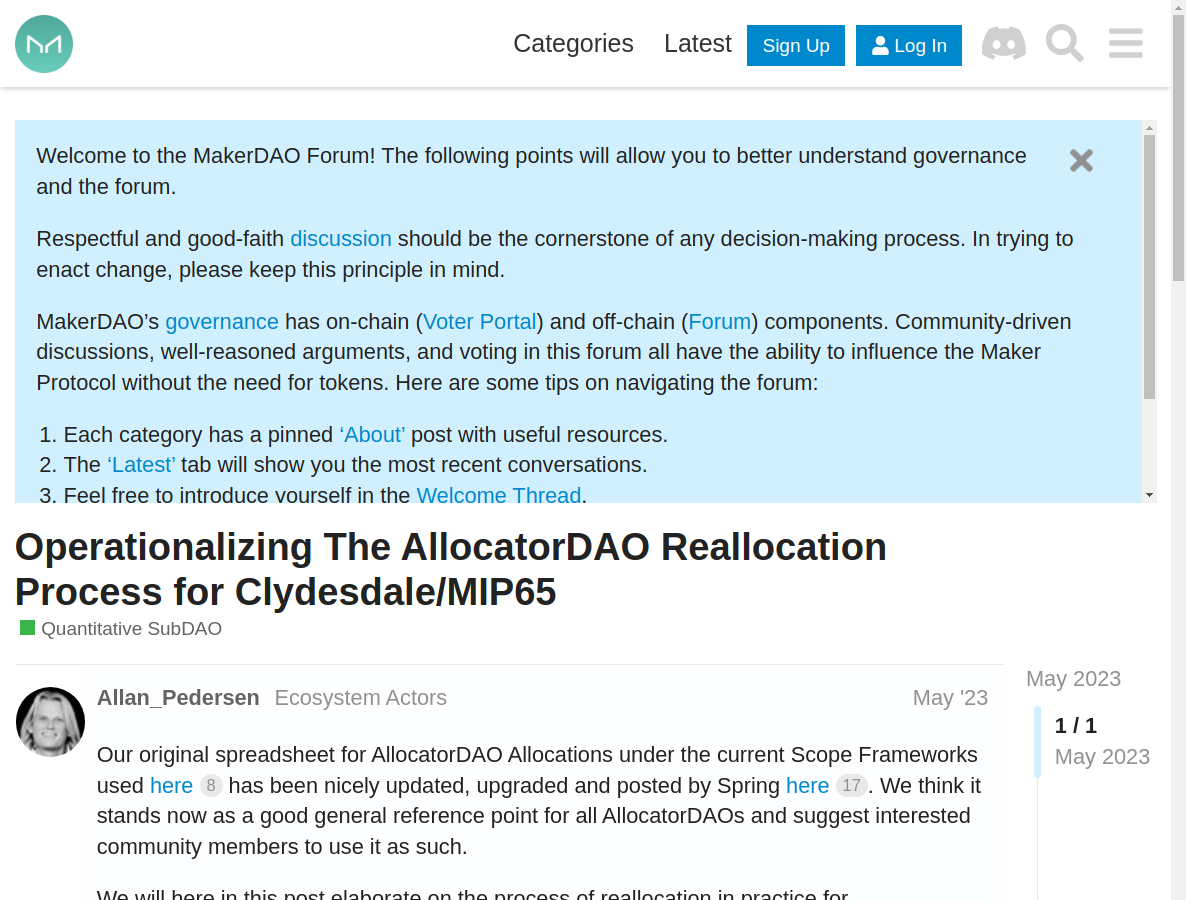 Categories Latest Sign Up Log In
Welcome to the MakerDAO Forum! The following points will allow you to better understand governance
and the forum.
Respectful and good-faith discussion should be the cornerstone of any decision-making process. In trying to
enact change, please keep this principle in mind.
MakerDAO’s governance has on-chain (Voter Portal) and off-chain (Forum) components. Community-driven
discussions, well-reasoned arguments, and voting in this forum all have the ability to influence the Maker
Protocol without the need for tokens. Here are some tips on navigating the forum:
1. Each category has a pinned ‘About’ post with useful resources.
2. The ‘Latest’ tab will show you the most recent conversations.
3. Feel free to introduce yourself in the Welcome Thread.
Operationalizing The AllocatorDAO Reallocation
Process for Clydesdale/MIP65
Quantitative SubDAO
Allan_Pedersen Ecosystem Actors May '23
May 2023
1 / 1
May 2023
Our original spreadsheet for AllocatorDAO Allocations under the current Scope Frameworks
used here 8 has been nicely updated, upgraded and posted by Spring here 17. We think it
stands now as a good general reference point for all AllocatorDAOs and suggest interested
community members to use it as such.
We will here in this post elaborate on the process of reallocation in practice for